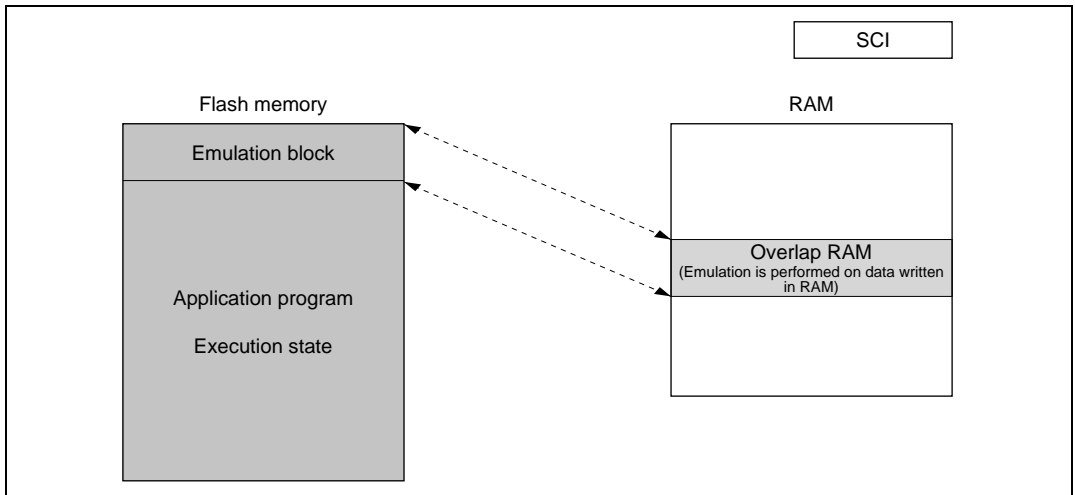 SCI
Flash memory
RAM
Emulation block
Overlap RAM
(Emulation is performed on data written
in RAM)
Application program
Execution state